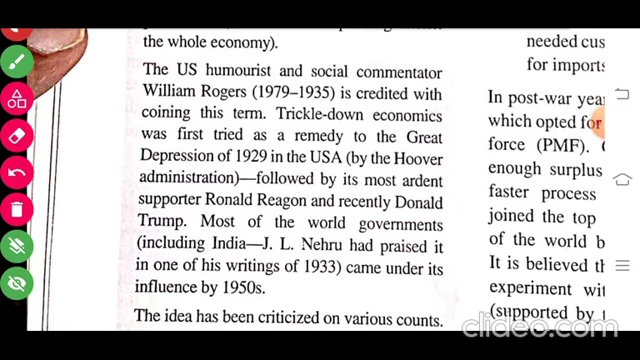 the whole economy).
The US humourist and social commentator
William Rogers (1979–1935) is credited with
coining this term. Trickle-down economics
was first tried as a remedy to the Great
Depression of 1929 in the USA (by the Hoover
administration)—followed by its most ardent
supporter Ronald Reagon and recently Donald
Trump. Most of the world governments
(including India—J. L. Nehru had praised it
in one of his writings of 1933) came under its
influence by 1950s.
The idea has been criticized on various counts.
needed cus
for imports
In post-war yea
which opted for
force (PMF).
enough surplus
faster process
joined the top
of the world b
It is believed th
experiment wit
(supported by
clideo.com